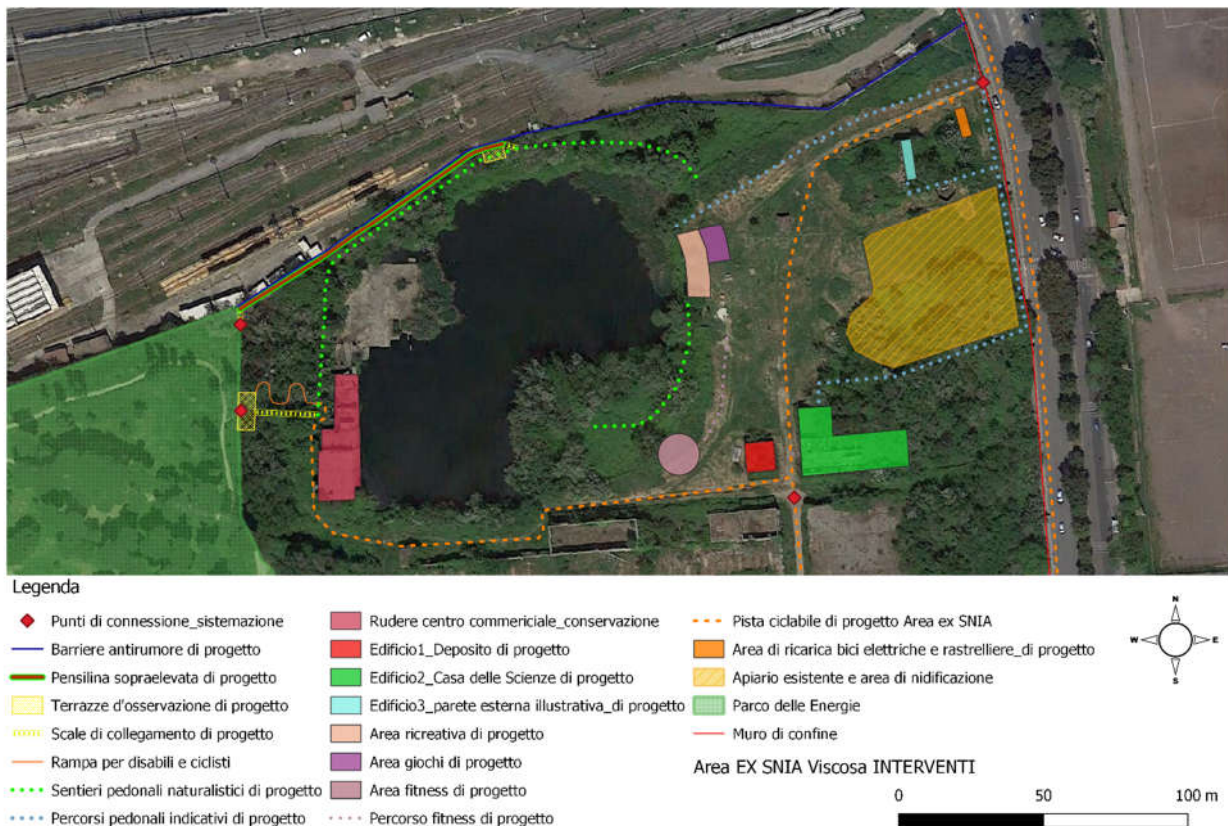 Legenda
Punti di connessione_sistemazione
Barriere antirumore di progetto
Pensilina sopraelevata di progetto
Terrazze d'osservazione di progetto
Scale di collegamento di progetto
Rampa per disabili e ciclisti
Sentieri pedonali naturalistici di progetto
Percorsi pedonali indicativi di progetto
Rudere centro commericiale_conservazione
Edificio1_Deposito di progetto
Edificio2_Casa delle Scienze di progetto
Edificio3_parete esterna illustrativa_di progetto
Area ricreativa di progetto
Area giochi di progetto
Area fitness di progetto
Percorso fitness di progetto
Pista ciclabile di progetto Area ex SNIA
Area di ricarica bici elettriche e rastrelliere_di progetto
Apiario esistente e area di nidificazione
Parco delle Energie
Muro di confine
N
W E
S
Area EX SNIA Viscosa INTERVENTI
0 50 100 m